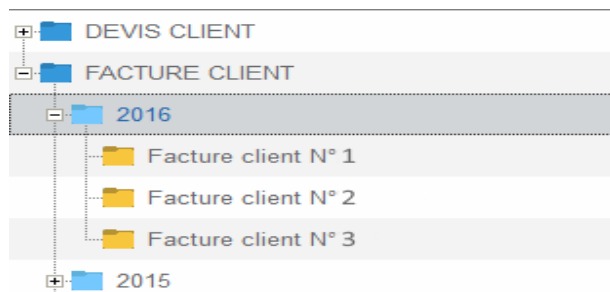 DEVIS CLIENT
FACTURE CLIENT
2016
Facture client N° 1
Facture client N° 2
Facture client N° 3
2015